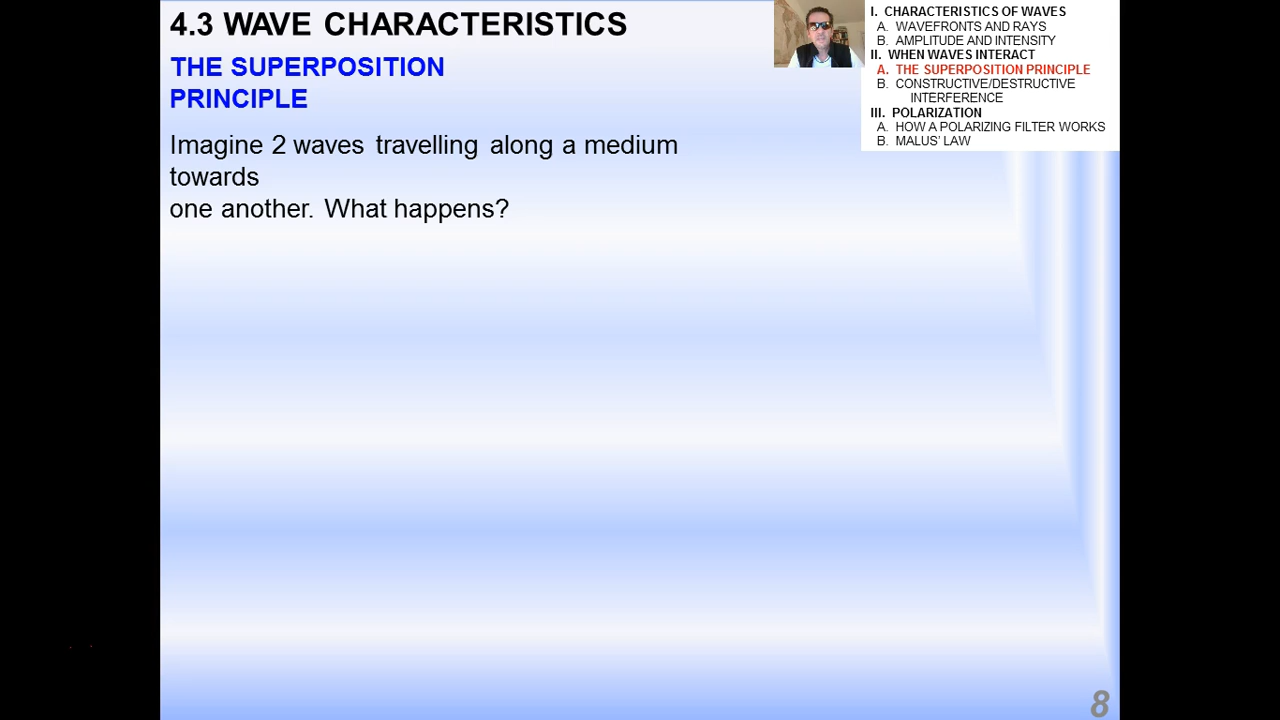 4.3 WAVE CHARACTERISTICS
THE SUPERPOSITION
PRINCIPLE
Imagine 2 waves travelling along a medium
towards
one another. What happens?
I. CHARACTERISTICS OF WAVES
A. WAVEFRONTS AND RAYS
B. AMPLITUDE AND INTENSITY
II. WHEN WAVES INTERACT
A. THE SUPERPOSITION PRINCIPLE
B. CONSTRUCTIVE/DESTRUCTIVE
INTERFERENCE
III. POLARIZATION
A. HOW A POLARIZING FILTER WORKS
B. MALUS' LAW
8